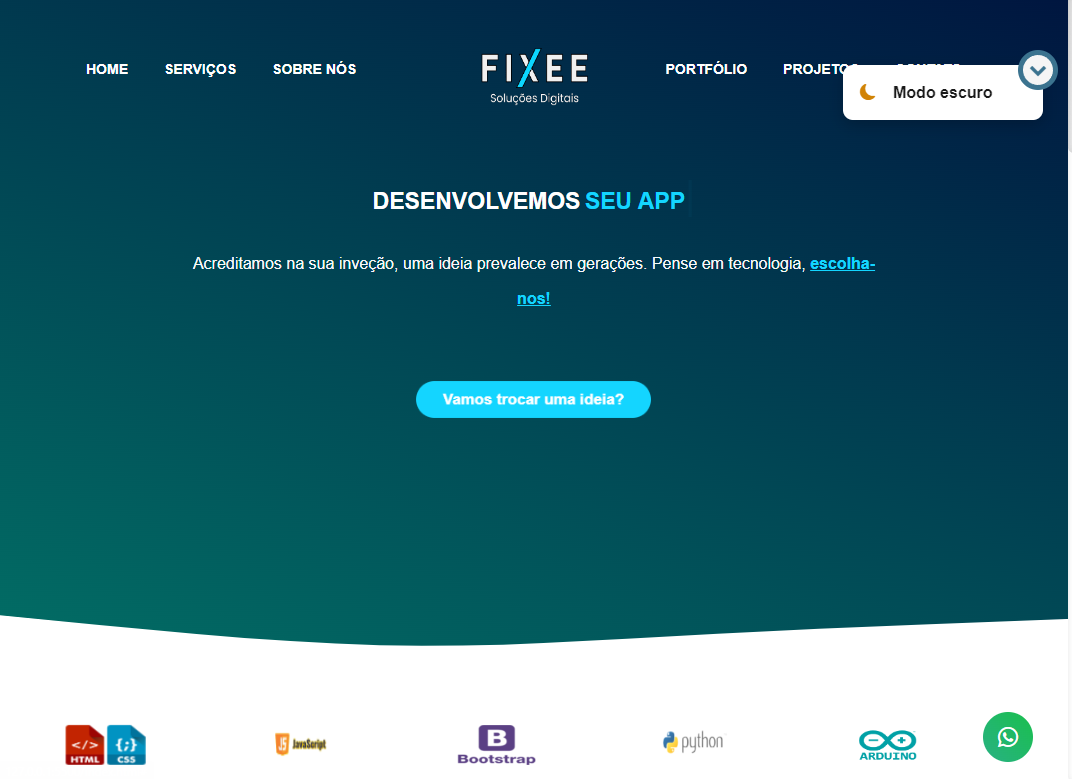 HOME SERVIÇOS SOBRE NÓS FIXEE PORTFÓLIO PROJETOS
Soluções Digitais
Modo escuro
DESENVOLVEMOS SEU APP
Acreditamos na sua inveção, uma ideia prevalece em gerações. Pense em tecnologia, escolha-
nos!
Vamos trocar uma ideia?
</> {;} JS JavaScript B python
HTML CSS Bootstrap ARDUINO